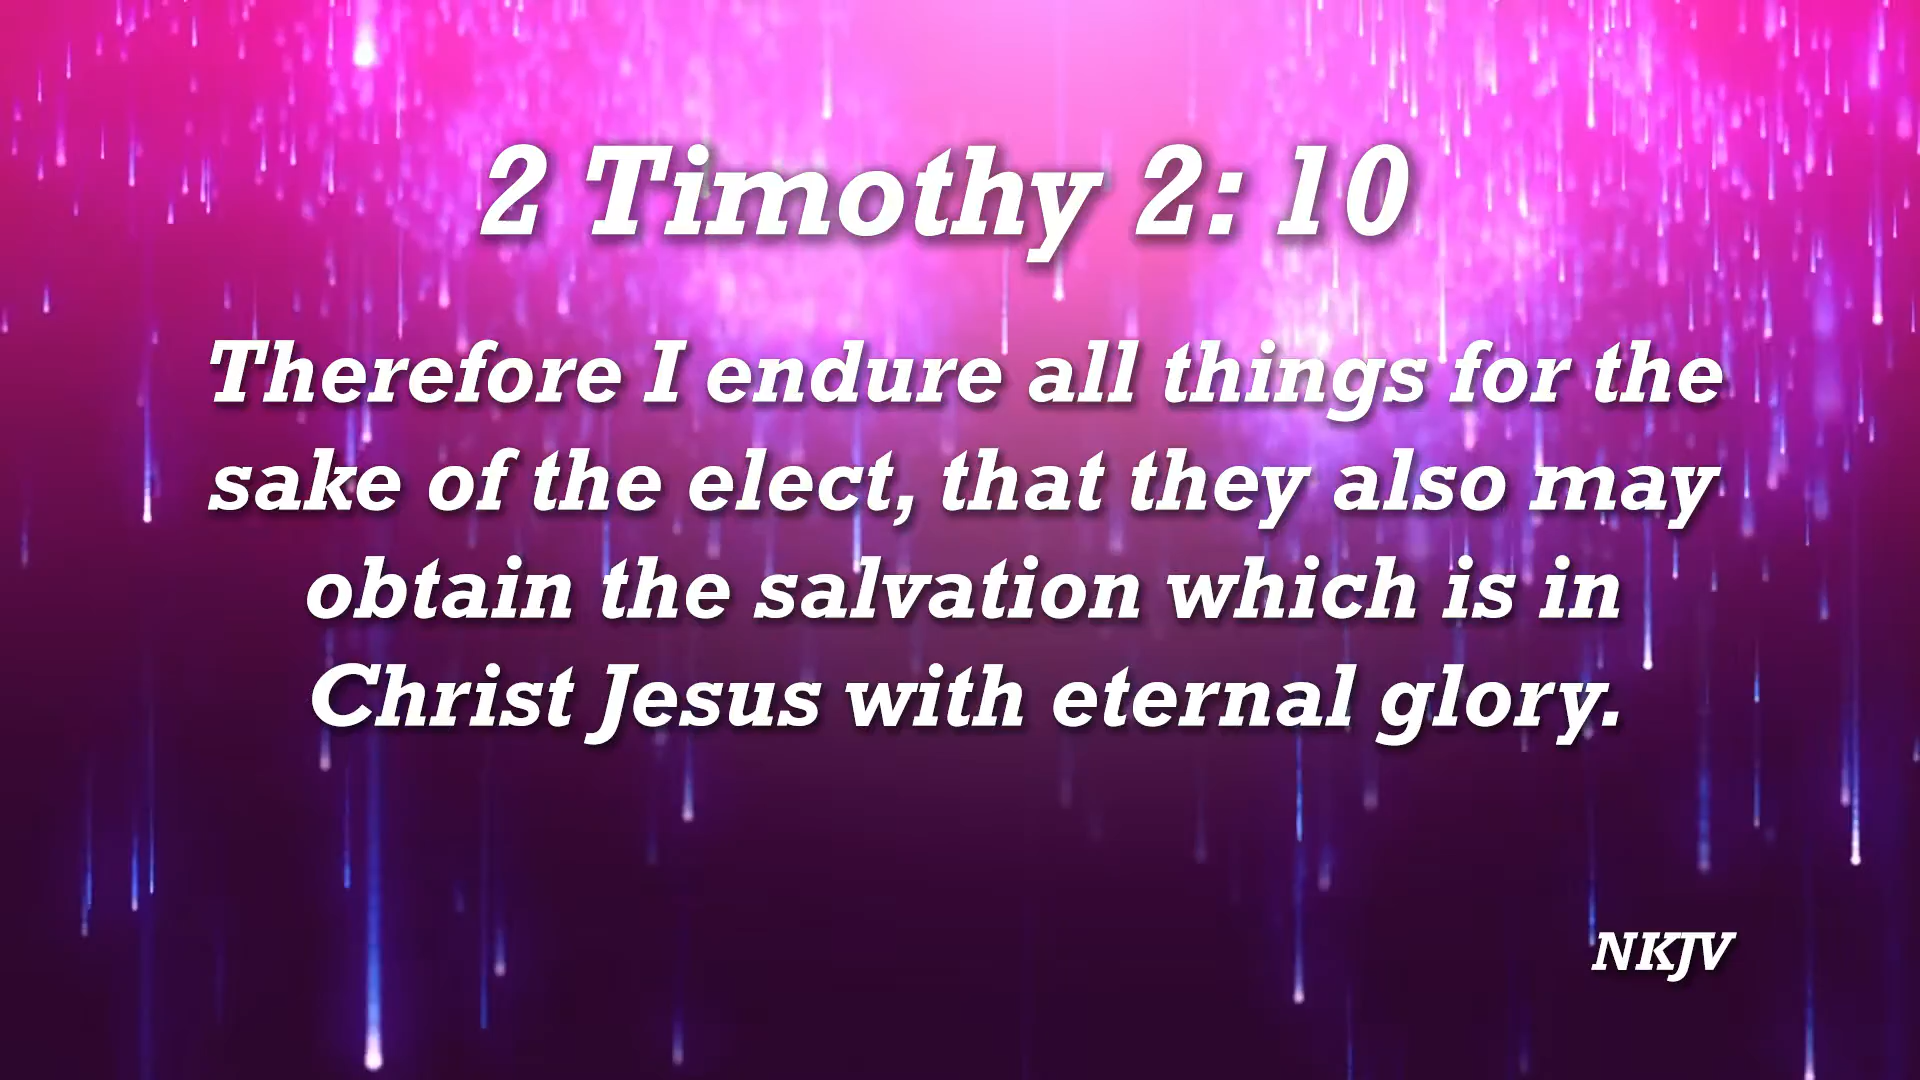 2 Timothy 2: 10
Therefore I endure all things for the
sake of the elect, that they also may
obtain the salvation which is in
Christ Jesus with eternal glory.
NKJV